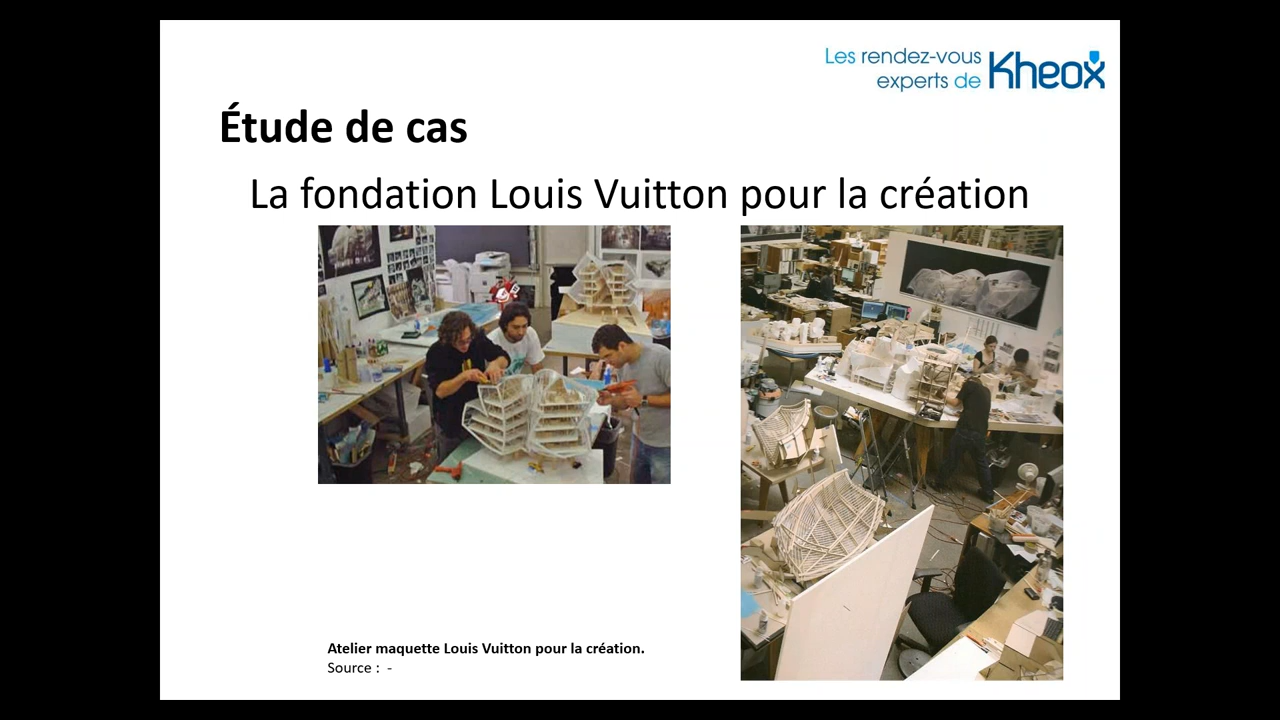 Les rendez-vous
experts de Kheox
Étude de cas
La fondation Louis Vuitton pour la création
Atelier maquette Louis Vuitton pour la création.
Source : -